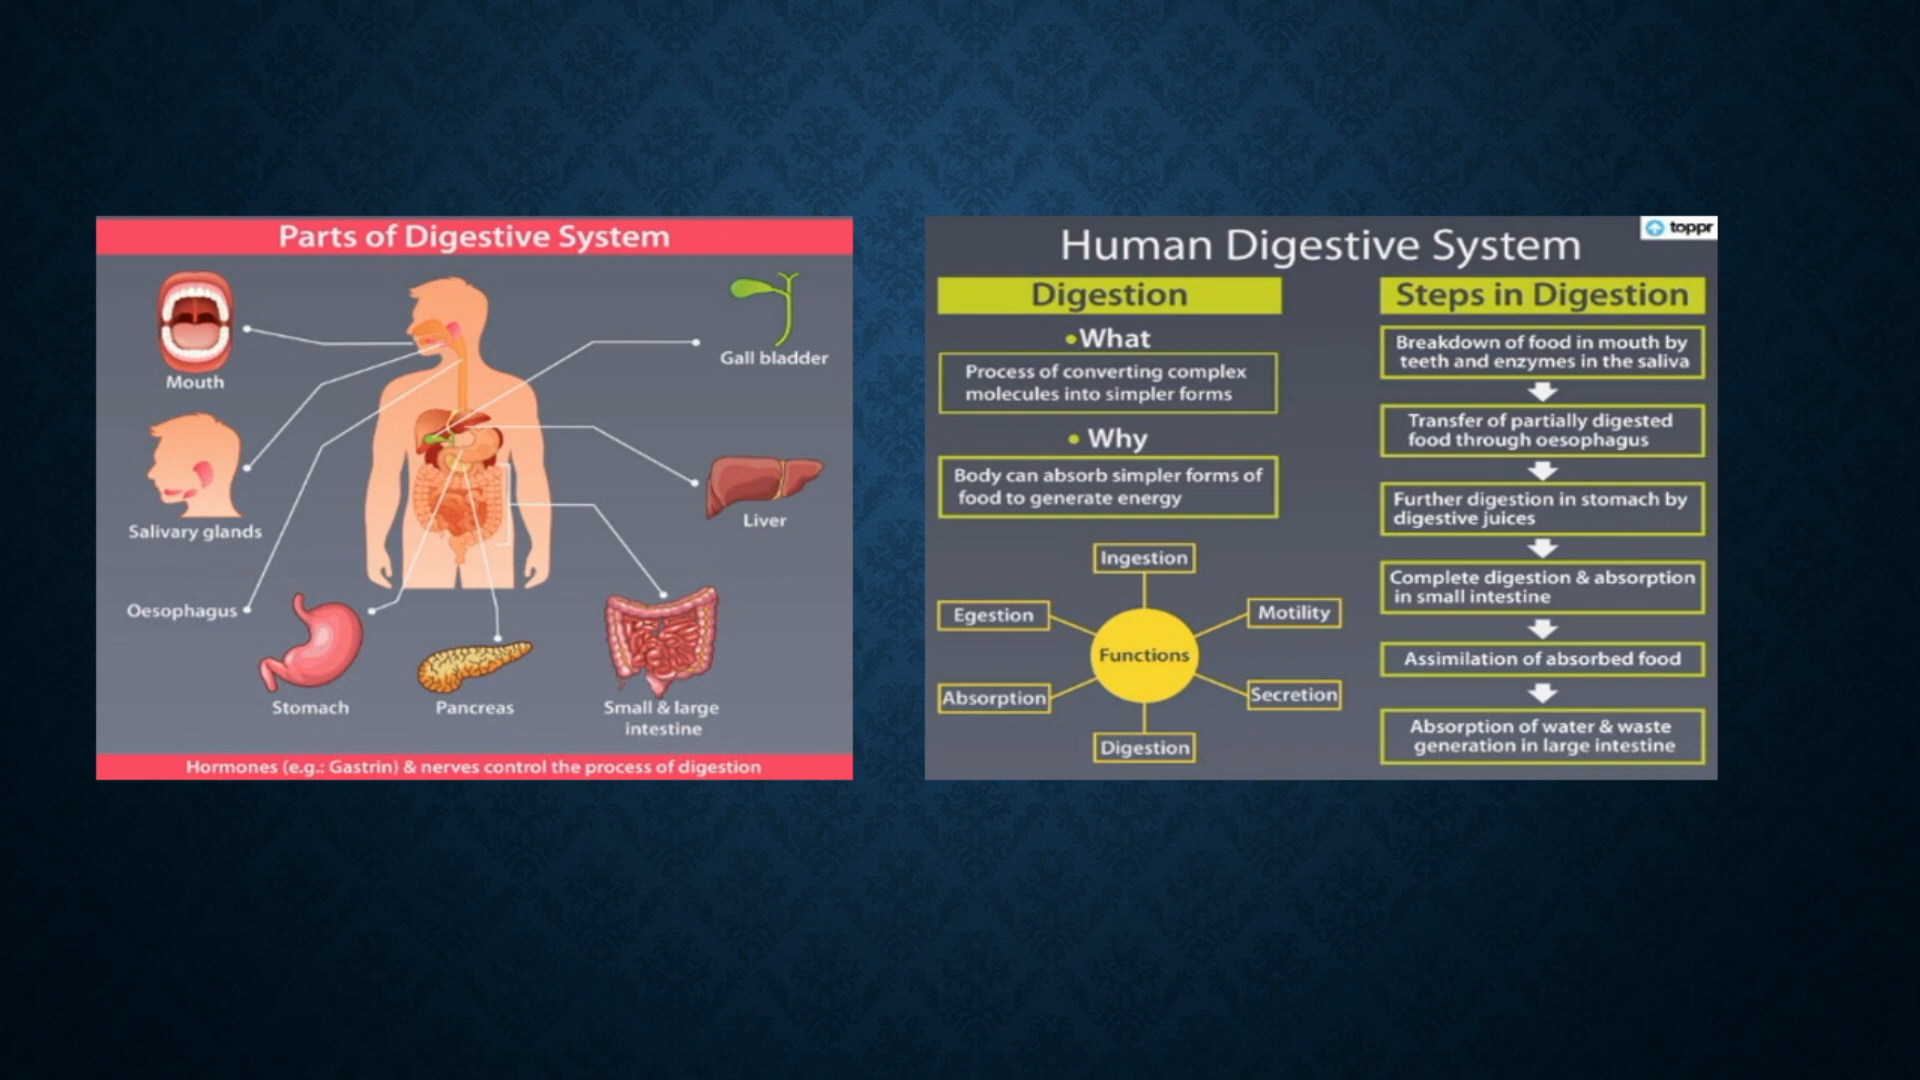 Parts of Digestive System
Mouth
Gall bladder
Salivary glands
Liver
Oesophagus
Stomach
Pancreas
Small & large
intestine
Hormones (e.g.: Gastrin) & nerves control the process of digestion
toppr
Human Digestive System
Digestion
•What
Process of converting complex
molecules into simpler forms
• Why
Body can absorb simpler forms of
food to generate energy
Ingestion
Egestion
Motility
Functions
Absorption
Secretion
Digestion
Steps in Digestion
Breakdown of food in mouth by
teeth and enzymes in the saliva
Transfer of partially digested
food through oesophagus
Further digestion in stomach by
digestive juices
Complete digestion & absorption
in small intestine
Assimilation of absorbed food
Absorption of water & waste
generation in large intestine